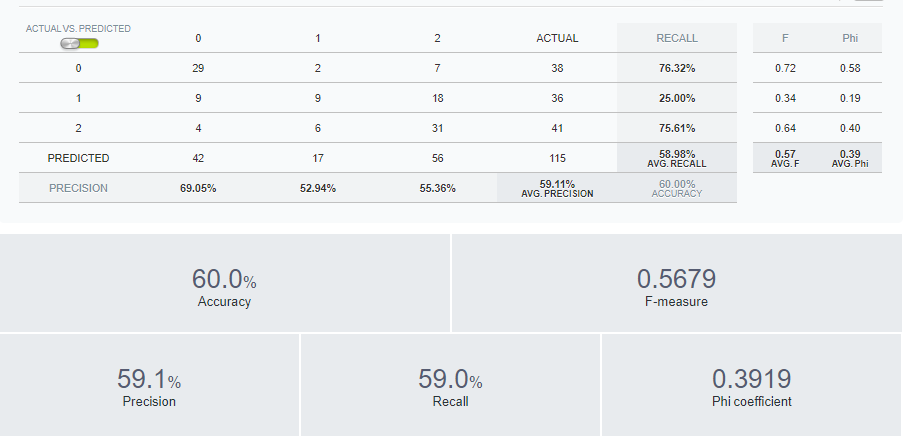 ACTUAL VS. PREDICTED 0 1 2 ACTUAL RECALL F Phi
0 29 2 7 38 76.32% 0.72 0.58
1 9 9 18 36 25.00% 0.34 0.19
2 4 6 31 41 75.61% 0.64 0.40
PREDICTED 42 17 56 115 58.98% AVG. RECALL 0.57 AVG. F 0.39 AVG. Phi
PRECISION 69.05% 52.94% 55.36% 59.11% AVG. PRECISION 60.00% ACCURACY
60.0% 0.5679
Accuracy F-measure
59.1% 59.0% 0.3919
Precision Recall Phi coefficient